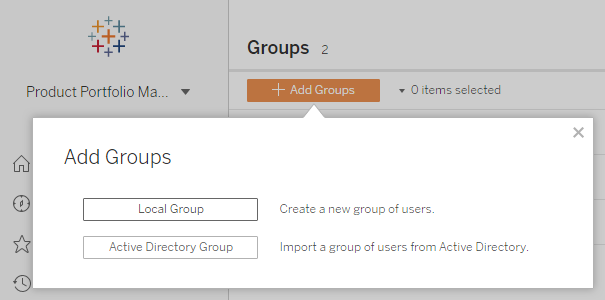 Groups 2
Product Portfolio Ma...
+ Add Groups
0 items selected
Add Groups
Local Group
Create a new group of users.
Active Directory Group
Import a group of users from Active Directory.